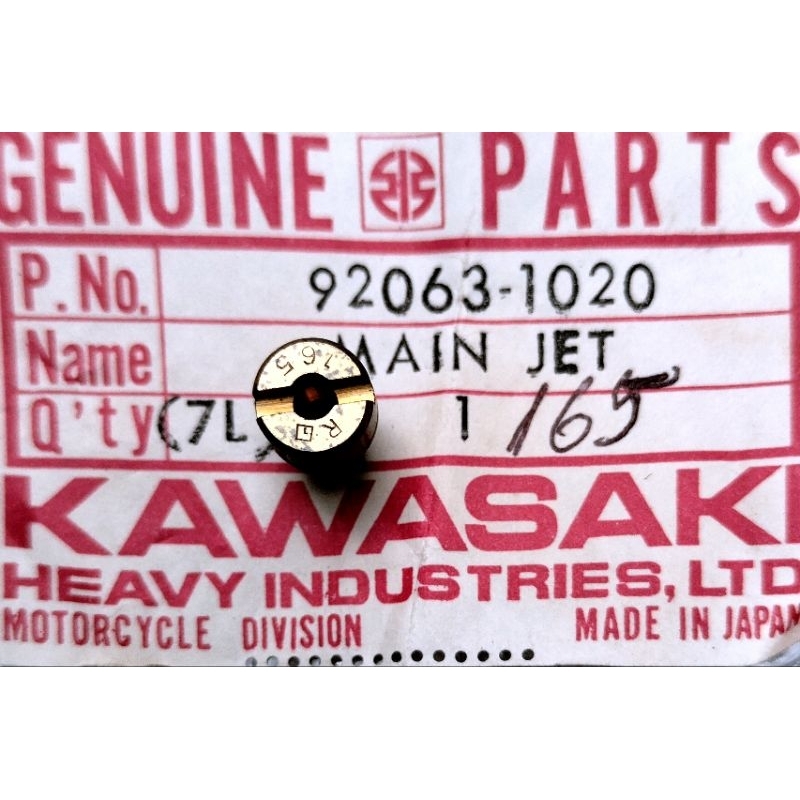 GENUINE PARTS
P.No. 92063-1020
Name MAIN JET
Q'ty (7L) 1 165
165
R
KAWASAKI
HEAVY INDUSTRIES, LTD
MOTORCYCLE DIVISION MADE IN JAPAN